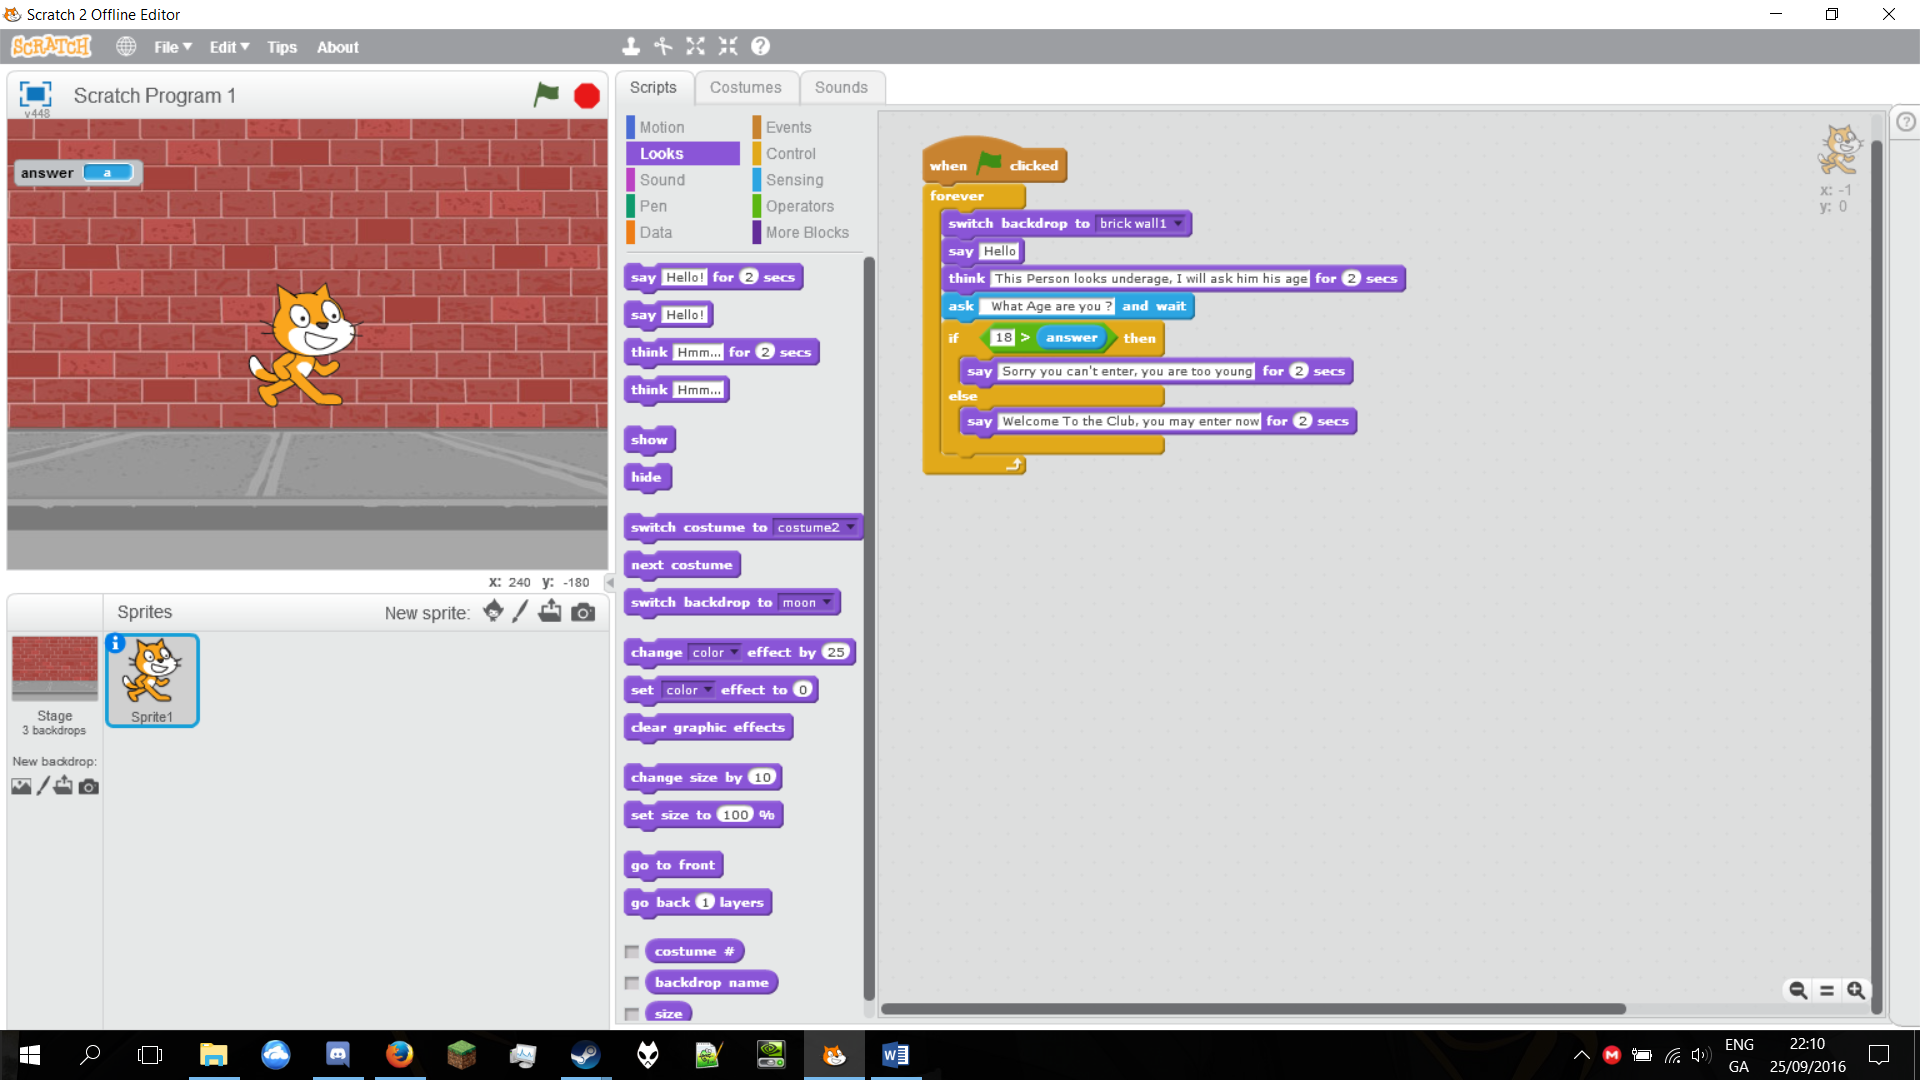 Scratch 2 Offline Editor
SCRATCH File Edit Tips About
v448
Scratch Program 1
answer a
x: 240 y: -180
Sprites New sprite:
Stage
3 backdrops
New backdrop:
Sprite1
Scripts Costumes Sounds
Motion Events
Looks Control
Sound Sensing
Pen Operators
Data More Blocks
say Hello! for 2 secs
say Hello!
think Hmm... for 2 secs
think Hmm...
show
hide
switch costume to costume2
next costume
switch backdrop to moon
change color effect by 25
set color effect to 0
clear graphic effects
change size by 10
set size to 100 %
go to front
go back 1 layers
costume #
backdrop name
size
when clicked
forever
switch backdrop to brick wall1
say Hello
think This Person looks underage, I will ask him his age for 2 secs
ask What Age are you ? and wait
if 18 > answer then
say Sorry you can't enter, you are too young for 2 secs
else
say Welcome To the Club, you may enter now for 2 secs
x: -1
y: 0
ENG
GA
22:10
25/09/2016